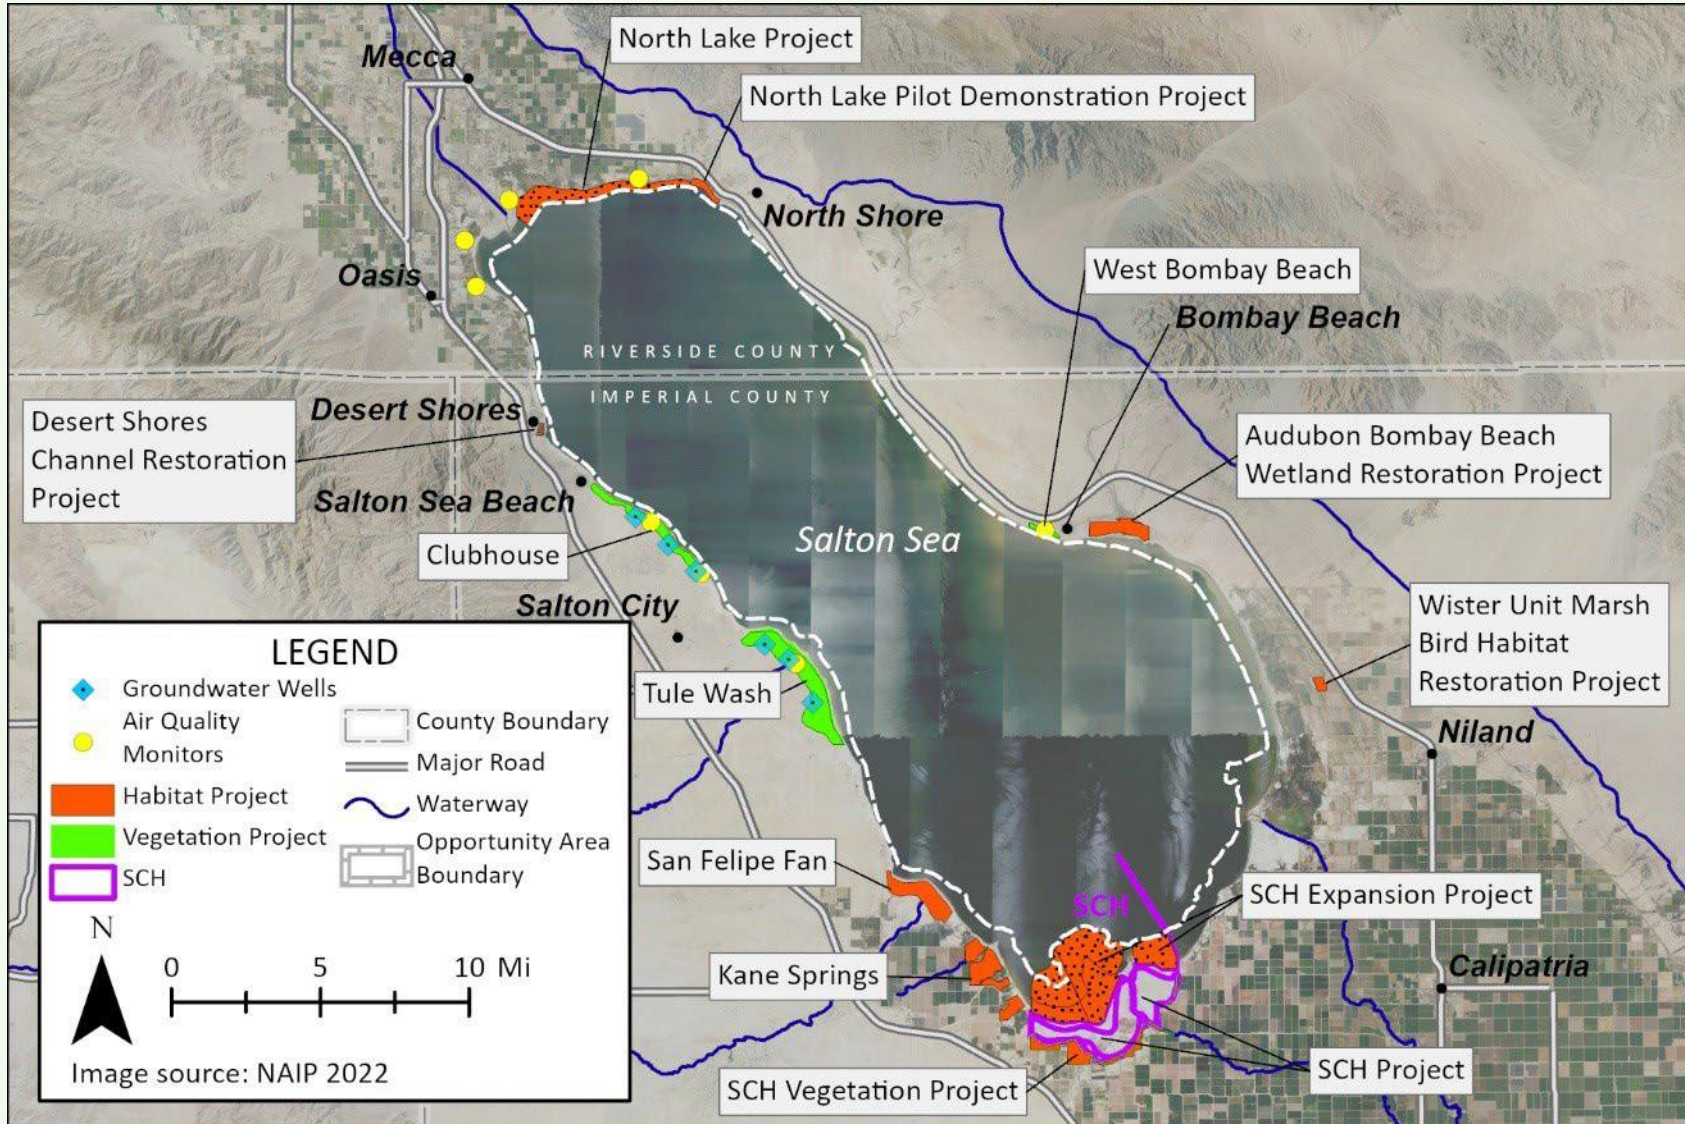 Mecca
North Lake Project
North Lake Pilot Demonstration Project
North Shore
Oasis
West Bombay Beach
Bombay Beach
RIVERSIDE COUNTY
IMPERIAL COUNTY
Desert Shores
Desert Shores
Channel Restoration
Project
Audubon Bombay Beach
Wetland Restoration Project
Salton Sea Beach
Clubhouse
Salton Sea
Salton City
Wister Unit Marsh
Bird Habitat
Restoration Project
Tule Wash
Niland
San Felipe Fan
SCH
SCH Expansion Project
Kane Springs
Calipatria
SCH Project
SCH Vegetation Project
LEGEND
Groundwater Wells
Air Quality
Monitors
Habitat Project
Vegetation Project
SCH
County Boundary
Major Road
Waterway
Opportunity Area
Boundary
N
0 5 10 Mi
Image source: NAIP 2022